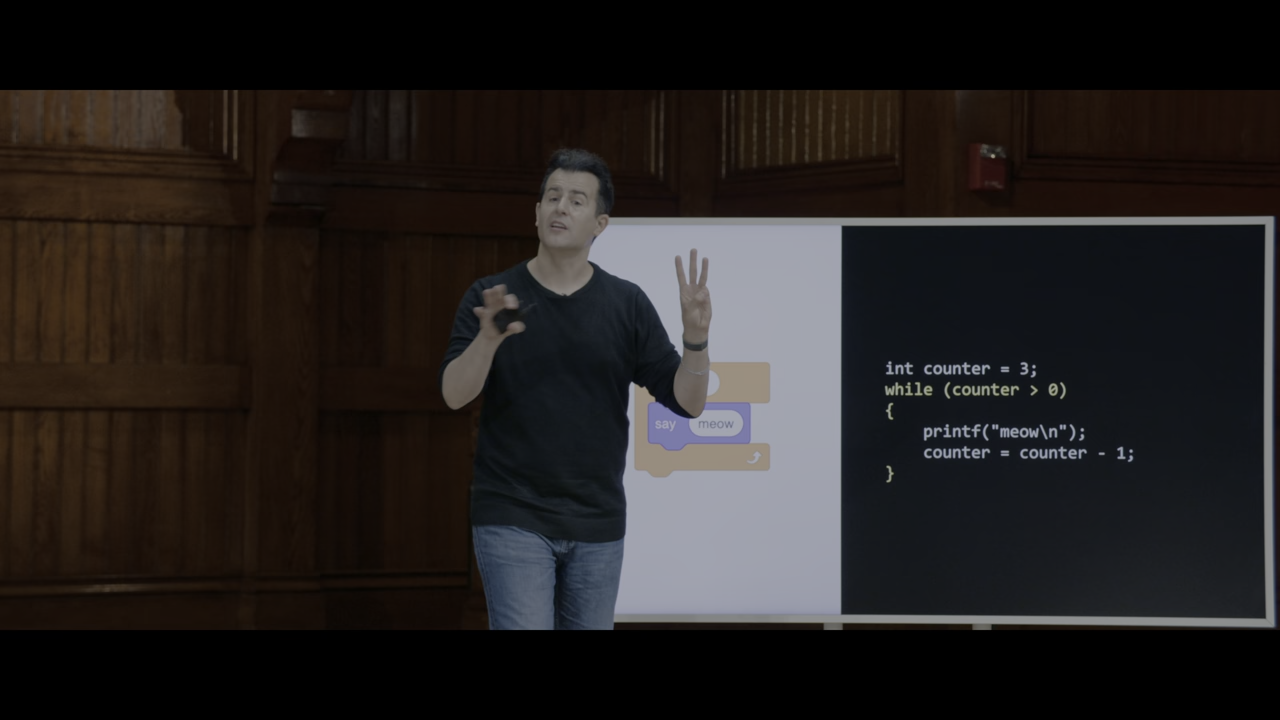 say meow
int counter = 3;
while (counter > 0)
{
    printf("meow\n");
    counter = counter - 1;
}